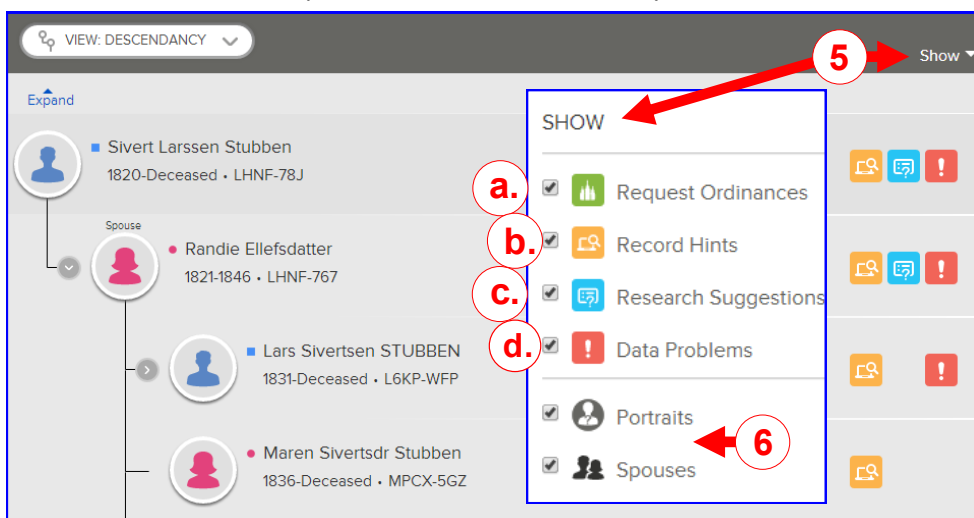 VIEW: DESCENDANCY
5
Show
Expand
SHOW
Sivert Larssen Stubben
1820-Deceased • LHNF-78J
a.
Request Ordinances
Spouse
Randie Ellefsdatter
1821-1846 • LHNF-767
b.
Record Hints
c.
Research Suggestions
Lars Sivertsen STUBBEN
1831-Deceased • L6KP-WFP
d.
Data Problems
Portraits
6
Maren Sivertsdr Stubben
1836-Deceased • MPCX-5GZ
Spouses